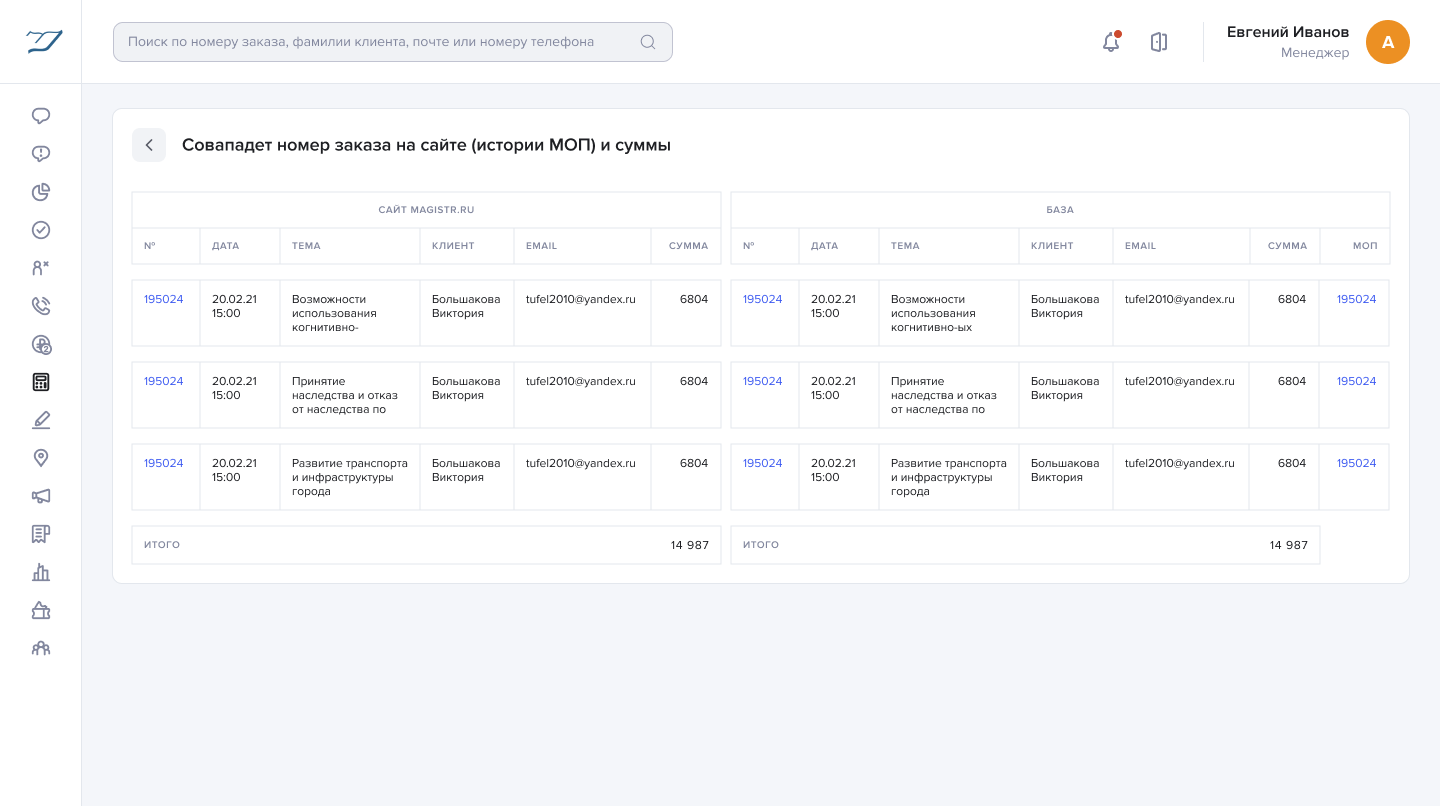 Поиск по номеру заказа, фамилии клиента, почте или номеру телефона
Евгений Иванов
Менеджер
А
Совападет номер заказа на сайте (истории МОП) и суммы
САЙТ MAGISTR.RU
№ ДАТА ТЕМА КЛИЕНТ EMAIL СУММА
195024 20.02.21 Возможности Большакова tufel2010@yandex.ru 6804
15:00 использования Виктория
когнитивно-
195024 20.02.21 Принятие Большакова tufel2010@yandex.ru 6804
15:00 наследства и отказ Виктория
от наследства по
195024 20.02.21 Развитие транспорта Большакова tufel2010@yandex.ru 6804
15:00 и инфраструктуры Виктория
города
ИТОГО 14 987
БАЗА
№ ДАТА ТЕМА КЛИЕНТ EMAIL СУММА МОП
195024 20.02.21 Возможности Большакова tufel2010@yandex.ru 6804 195024
15:00 использования Виктория
когнитивно-ых
195024 20.02.21 Принятие Большакова tufel2010@yandex.ru 6804 195024
15:00 наследства и отказ Виктория
от наследства по
195024 20.02.21 Развитие транспорта Большакова tufel2010@yandex.ru 6804 195024
15:00 и инфраструктуры Виктория
города
ИТОГО 14 987